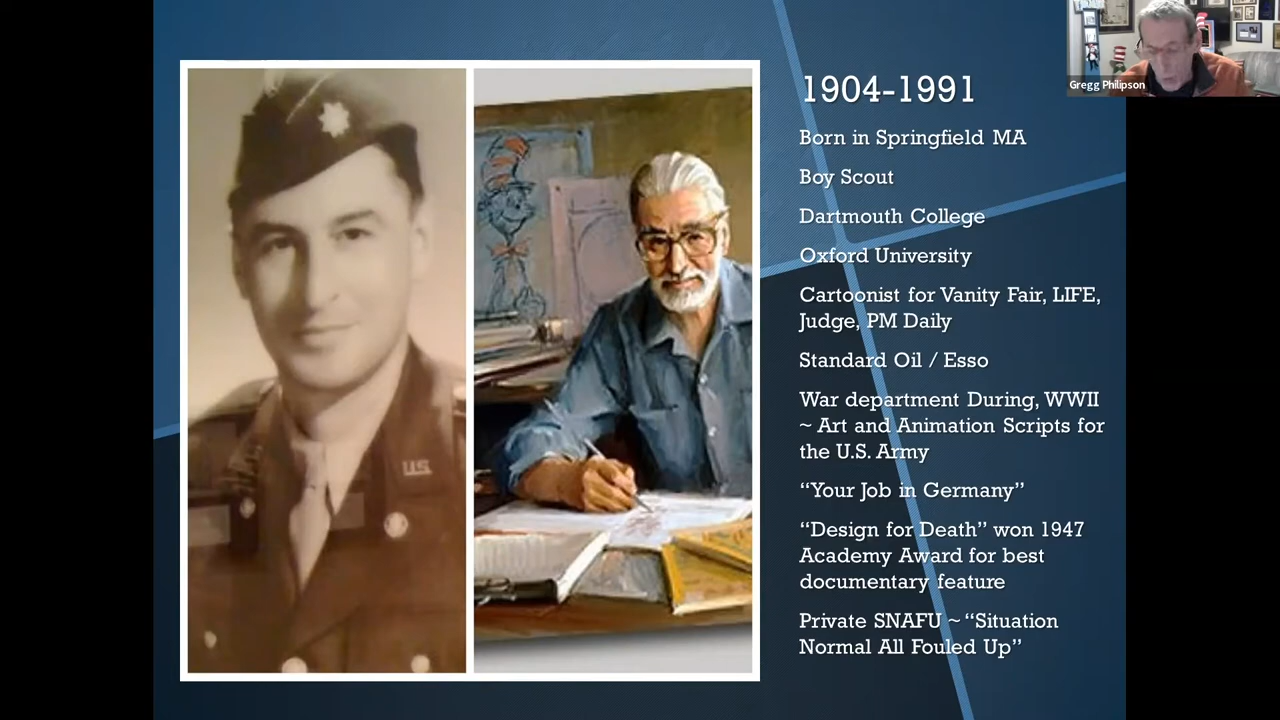 Gregg Philipson
1904-1991
Born in Springfield MA
Boy Scout
Dartmouth College
Oxford University
Cartoonist for Vanity Fair, LIFE,
Judge, PM Daily
Standard Oil / Esso
War department During, WWII
~ Art and Animation Scripts for
the U.S. Army
“Your Job in Germany”
“Design for Death” won 1947
Academy Award for best
documentary feature
Private SNAFU ~ “Situation
Normal All Fouled Up”
U.S.